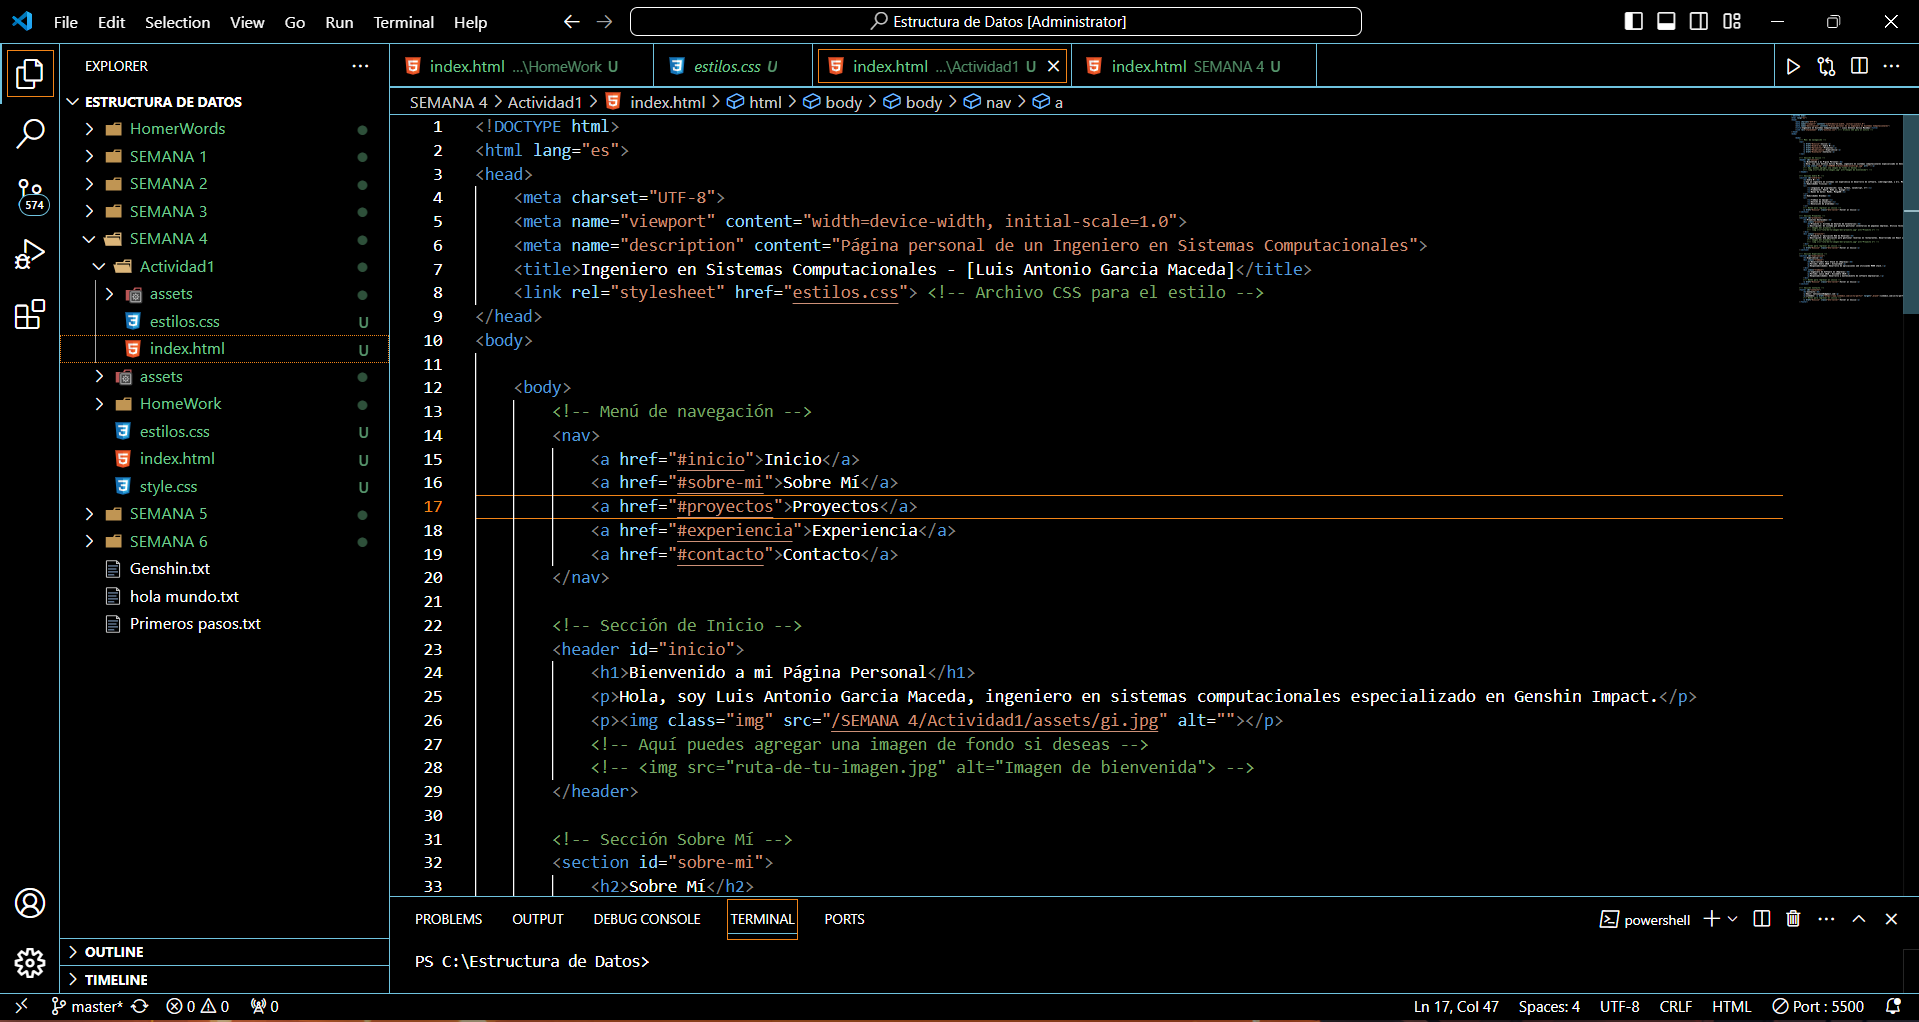 File Edit Selection View Go Run Terminal Help
Estructura de Datos [Administrator]
EXPLORER
ESTRUCTURA DE DATOS
HomerWords
SEMANA 1
SEMANA 2
SEMANA 3
SEMANA 4
Actividad1
assets
estilos.css U
index.html U
assets
HomeWork
estilos.css U
index.html U
style.css U
SEMANA 5
SEMANA 6
Genshin.txt
hola mundo.txt
Primeros pasos.txt
OUTLINE
TIMELINE
574
index.html ...\HomeWork U
estilos.css U
index.html ...\Actividad1 U
index.html SEMANA 4 U
SEMANA 4 > Actividad1 > index.html > html > body > body > nav > a
1 <!DOCTYPE html>
2 <html lang="es">
3 <head>
4 <meta charset="UTF-8">
5 <meta name="viewport" content="width=device-width, initial-scale=1.0">
6 <meta name="description" content="Página personal de un Ingeniero en Sistemas Computacionales">
7 <title>Ingeniero en Sistemas Computacionales - [Luis Antonio Garcia Maceda]</title>
8 <link rel="stylesheet" href="estilos.css"> <!-- Archivo CSS para el estilo -->
9 </head>
10 <body>
11
12 <body>
13 <!-- Menú de navegación -->
14 <nav>
15 <a href="#inicio">Inicio</a>
16 <a href="#sobre-mi">Sobre Mí</a>
17 <a href="#proyectos">Proyectos</a>
18 <a href="#experiencia">Experiencia</a>
19 <a href="#contacto">Contacto</a>
20 </nav>
21
22 <!-- Sección de Inicio -->
23 <header id="inicio">
24 <h1>Bienvenido a mi Página Personal</h1>
25 <p>Hola, soy Luis Antonio Garcia Maceda, ingeniero en sistemas computacionales especializado en Genshin Impact.</p>
26 <p><img class="img" src="/SEMANA 4/Actividad1/assets/gi.jpg" alt=""></p>
27 <!-- Aquí puedes agregar una imagen de fondo si deseas -->
28 <!-- <img src="ruta-de-tu-imagen.jpg" alt="Imagen de bienvenida"> -->
29 </header>
30
31 <!-- Sección Sobre Mí -->
32 <section id="sobre-mi">
33 <h2>Sobre Mí</h2>
PROBLEMS OUTPUT DEBUG CONSOLE TERMINAL PORTS
powershell
PS C:\Estructura de Datos>
master* 0 0 0
Ln 17, Col 47 Spaces: 4 UTF-8 CRLF HTML Port : 5500